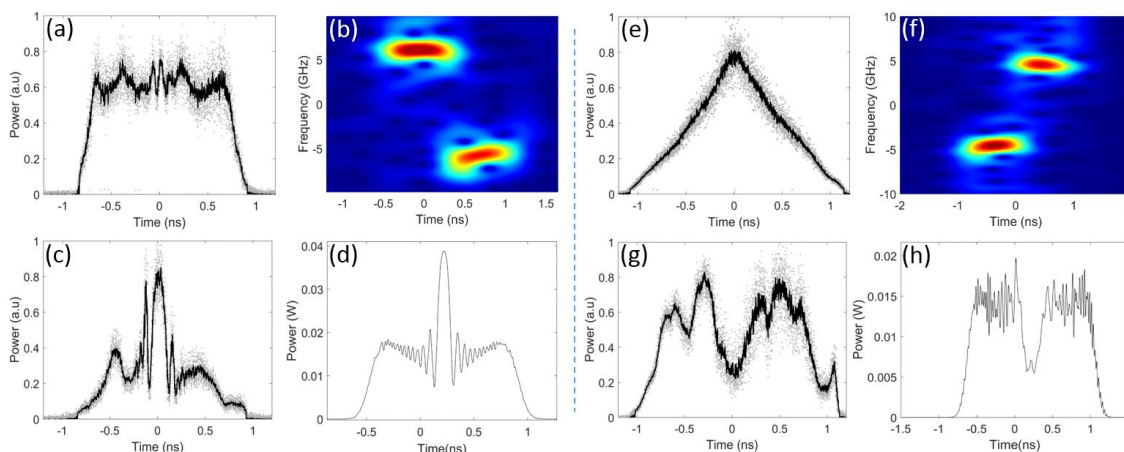 (a)
Power (a.u)
1
0.8
0.6
0.4
0.2
0
-1 -0.5 0 0.5 1
Time (ns)
(b)
Frequency (GHz)
5
0
-5
-1 -0.5 0 0.5 1 1.5
Time (ns)
(e)
Power (a.u)
1
0.8
0.6
0.4
0.2
0
-1 -0.5 0 0.5 1
Time (ns)
(f)
Frequency (GHz)
10
5
0
-5
-10
-2 -1 0 1
Time (ns)
(c)
Power (a.u)
1
0.8
0.6
0.4
0.2
0
-1 -0.5 0 0.5 1
Time (ns)
(d)
Power (W)
0.04
0.03
0.02
0.01
0
-0.5 0 0.5 1
Time(ns)
(g)
Power (a.u)
1
0.8
0.6
0.4
0.2
0
-1 -0.5 0 0.5 1
Time (ns)
(h)
Power (W)
0.02
0.015
0.01
0.005
0
-1.5 -1 -0.5 0 0.5 1
Time(ns)